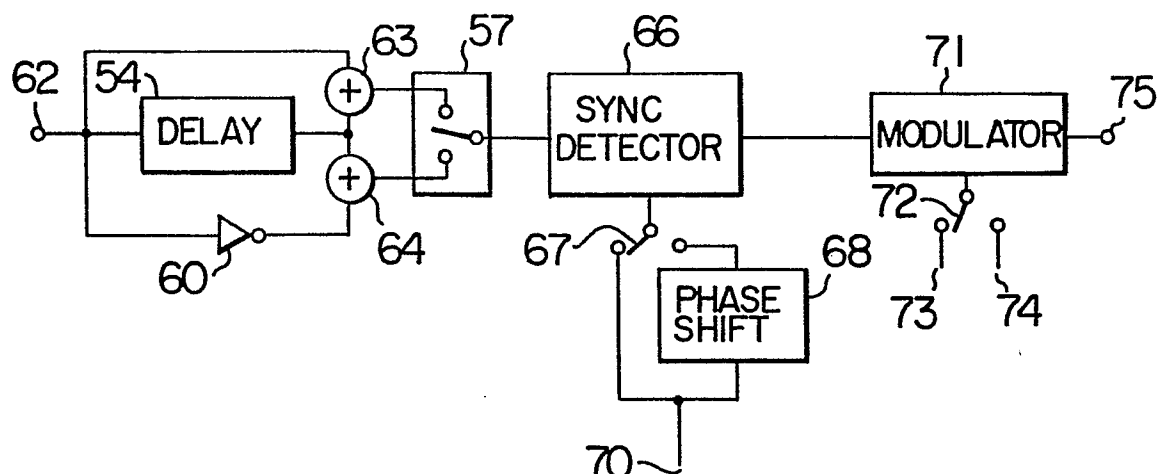 63
57
66
71
75
62
54
DELAY
SYNC
DETECTOR
MODULATOR
64
60
67
68
72
PHASE
SHIFT
73
74
70